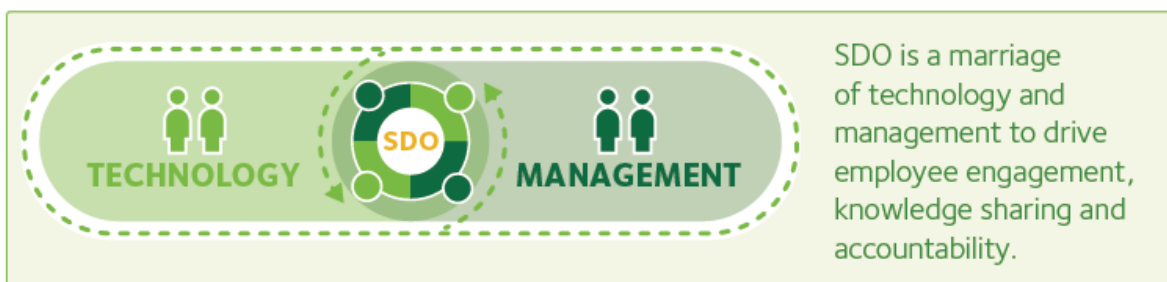 TECHNOLOGY
SDO
MANAGEMENT
SDO is a marriage
of technology and
management to drive
employee engagement,
knowledge sharing and
accountability.